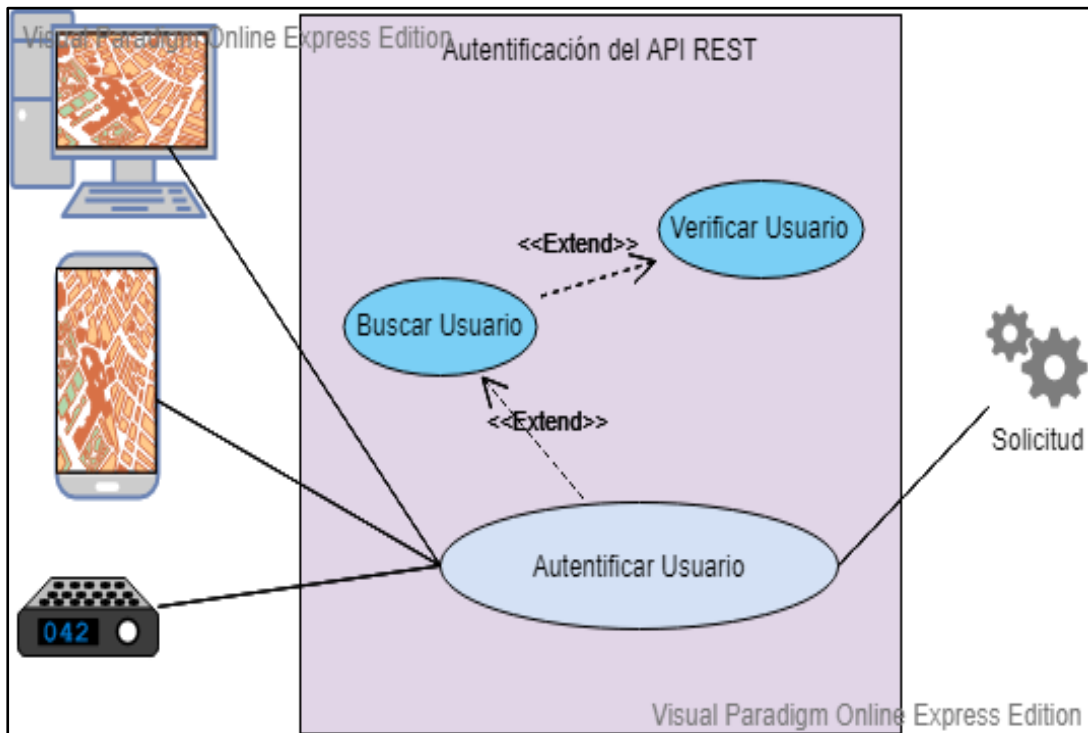 Visual Paradigm Online Express Edition
Autentificación del API REST
Verificar Usuario
<<Extend>>
Buscar Usuario
<<Extend>>
Solicitud
Autentificar Usuario
042
Visual Paradigm Online Express Edition